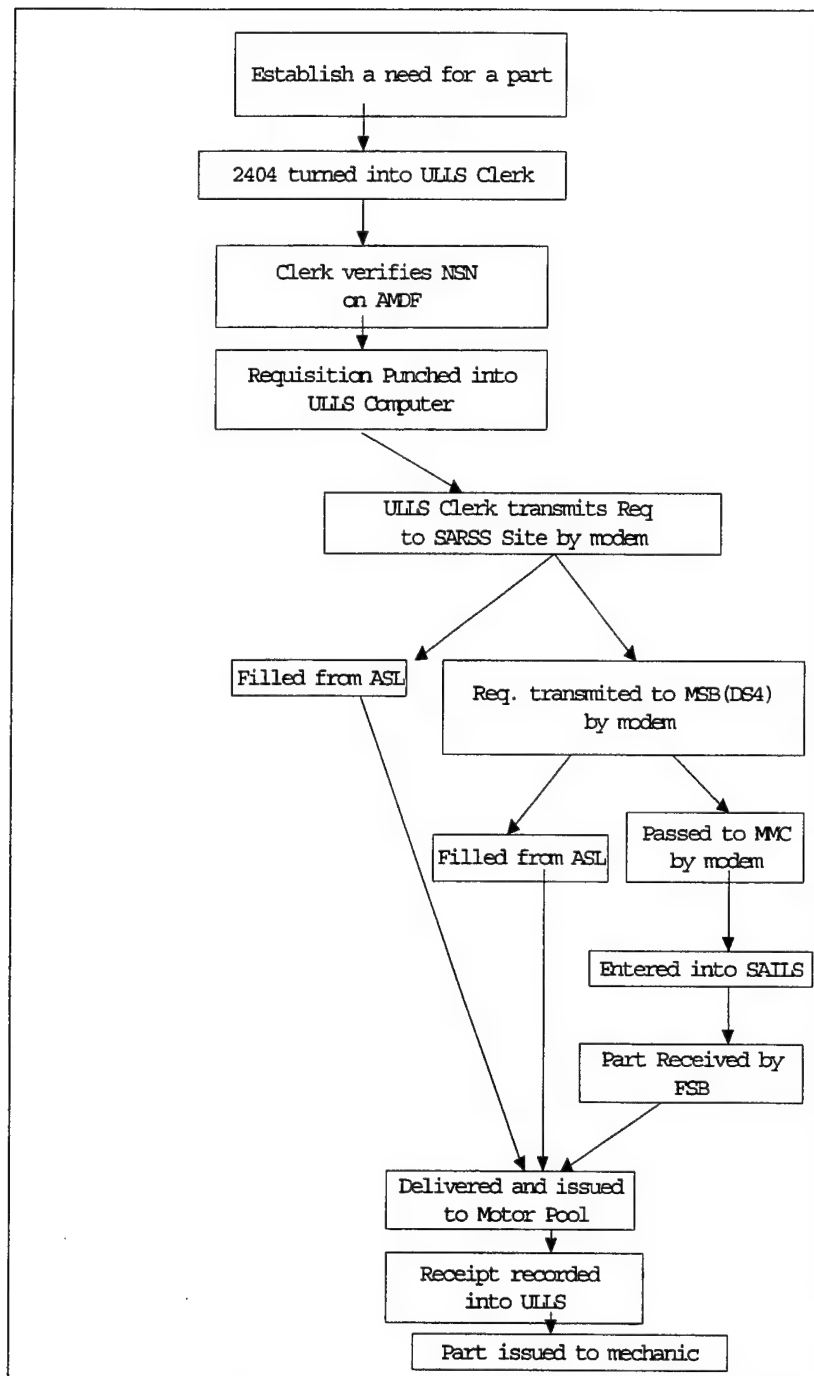 Establish a need for a part
2404 turned into ULLS Clerk
Clerk verifies NSN
on AMDF
Requisition Punched into
ULLS Computer
ULLS Clerk transmits Req
to SARSS Site by modem
Filled from ASL
Req. transmited to MSB(DS4)
by modem
Filled from ASL
Passed to MMC
by modem
Entered into SAILS
Part Received by
FSB
Delivered and issued
to Motor Pool
Receipt recorded
into ULLS
Part issued to mechanic